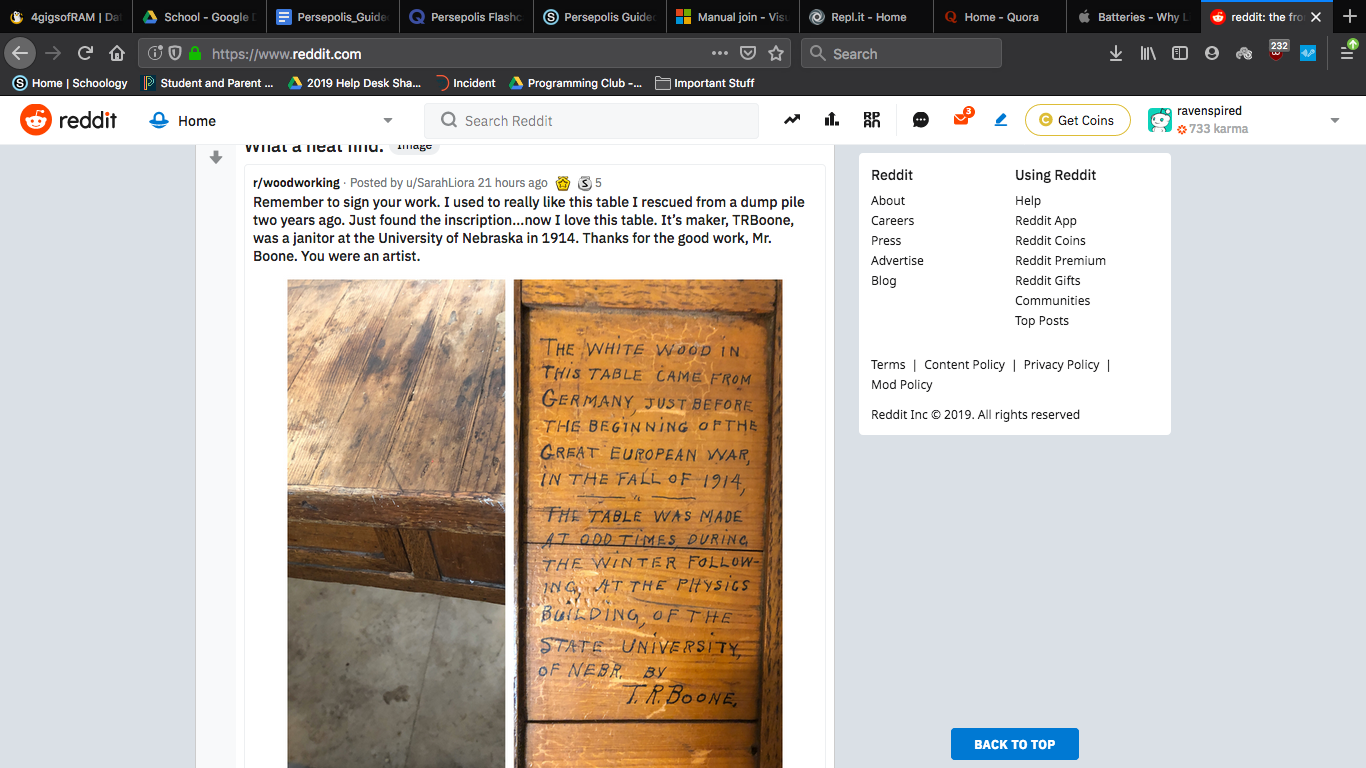 4gigsofRAM | Dat
School - Google D
Persepolis_Guide
Persepolis Flashc
Persepolis Guided
Manual join - Visu
Repl.it - Home
Home - Quora
Batteries - Why L
reddit: the fro
https://www.reddit.com
Search
232
Home | Schoology
Student and Parent ...
2019 Help Desk Sha...
Incident
Programming Club -...
Important Stuff
reddit
Home
Search Reddit
3
Get Coins
ravenspired
733 karma
What a neat find. Image
r/woodworking · Posted by u/SarahLiora 21 hours ago S 5
Remember to sign your work. I used to really like this table I rescued from a dump pile
two years ago. Just found the inscription...now I love this table. It's maker, TRBoone,
was a janitor at the University of Nebraska in 1914. Thanks for the good work, Mr.
Boone. You were an artist.
THE WHITE WOOD IN
THIS TABLE CAME FROM
GERMANY, JUST BEFORE
THE BEGINNING OF THE
GREAT EUROPEAN WAR,
IN THE FALL OF 1914,
THE TABLE WAS MADE
AT ODD TIMES, DURING
THE WINTER FOLLOW-
ING, AT THE PHYSICS
BUILDING, OF THE
STATE UNIVERSITY,
OF NEBR. BY
T.R.BOONE,
Reddit
About
Careers
Press
Advertise
Blog
Using Reddit
Help
Reddit App
Reddit Coins
Reddit Premium
Reddit Gifts
Communities
Top Posts
Terms | Content Policy | Privacy Policy |
Mod Policy
Reddit Inc © 2019. All rights reserved
BACK TO TOP